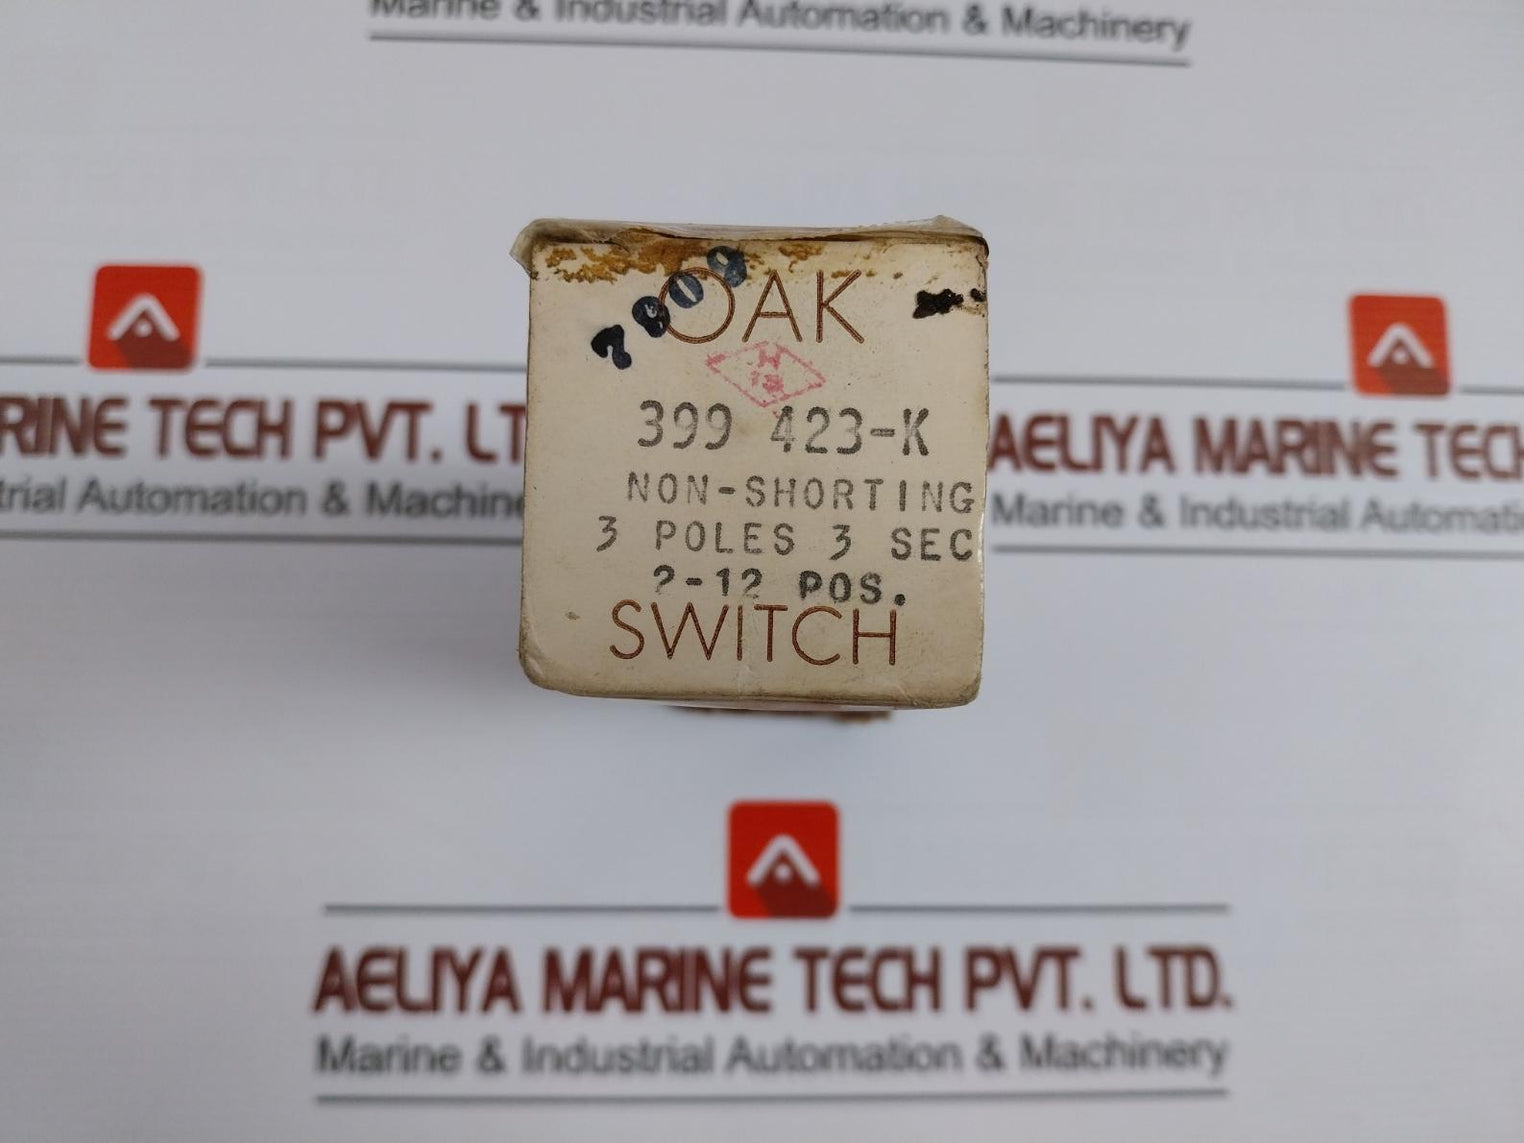 Marine & Industrial Automation & Machinery
7809
OAK
H
399 423-K
NON-SHORTING
3 POLES 3 SEC
2-12 POS.
SWITCH
RINE TECH PVT. LT
trial Automation & Machine
AELIYA MARINE TECH
Marine & Industrial Automati
AELIYA MARINE TECH PVT. LTD.
Marine & Industrial Automation & Machinery